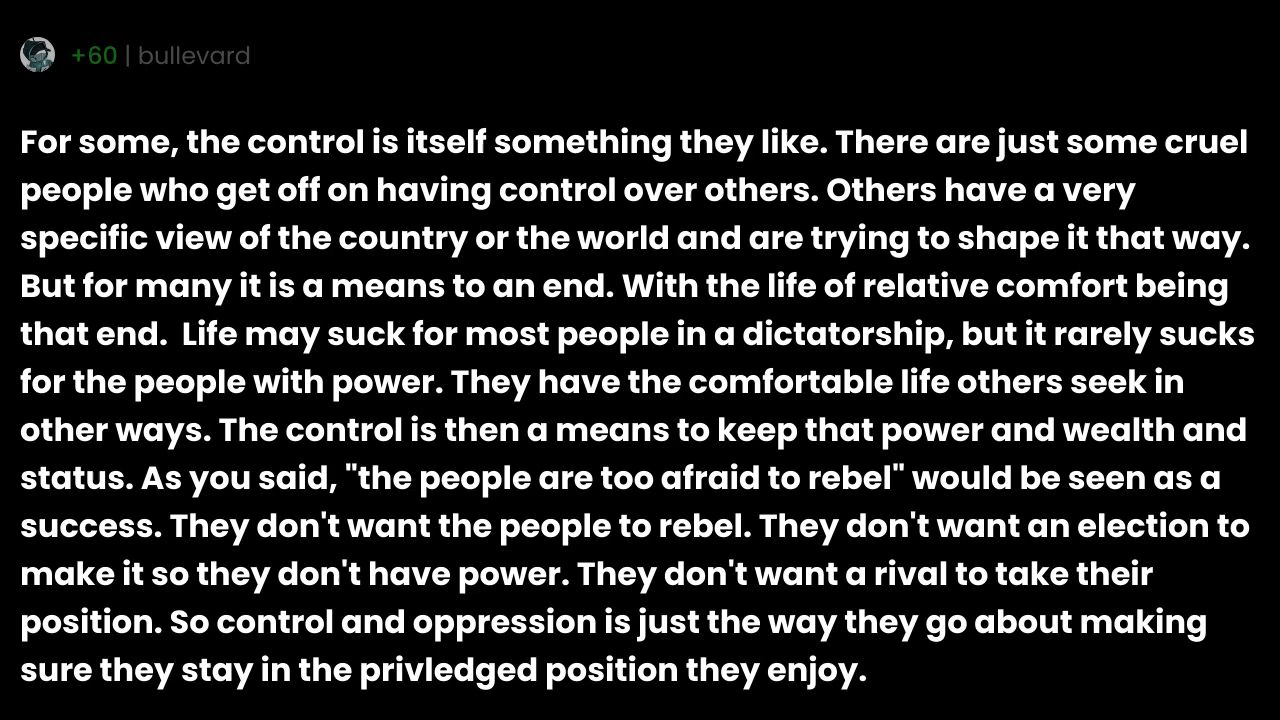 +60 | bullevard
For some, the control is itself something they like. There are just some cruel
people who get off on having control over others. Others have a very
specific view of the country or the world and are trying to shape it that way.
But for many it is a means to an end. With the life of relative comfort being
that end.  Life may suck for most people in a dictatorship, but it rarely sucks
for the people with power. They have the comfortable life others seek in
other ways. The control is then a means to keep that power and wealth and
status. As you said, "the people are too afraid to rebel" would be seen as a
success. They don't want the people to rebel. They don't want an election to
make it so they don't have power. They don't want a rival to take their
position. So control and oppression is just the way they go about making
sure they stay in the privledged position they enjoy.